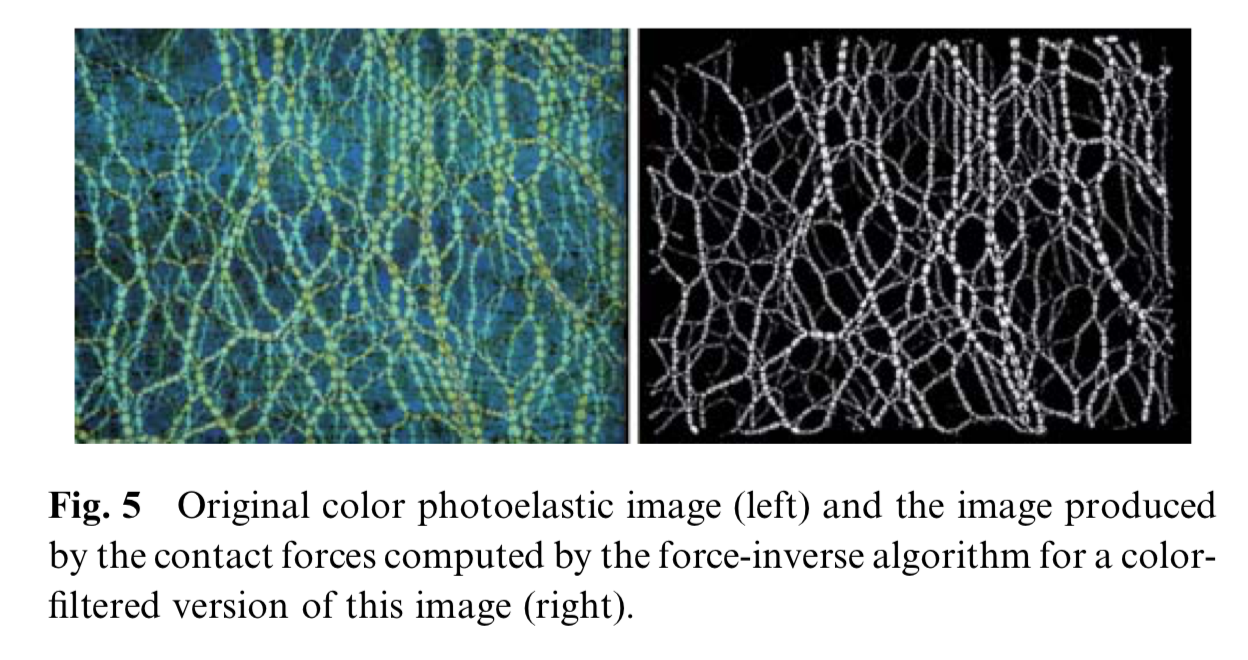 Fig. 5 Original color photoelastic image (left) and the image produced
by the contact forces computed by the force-inverse algorithm for a color-
filtered version of this image (right).